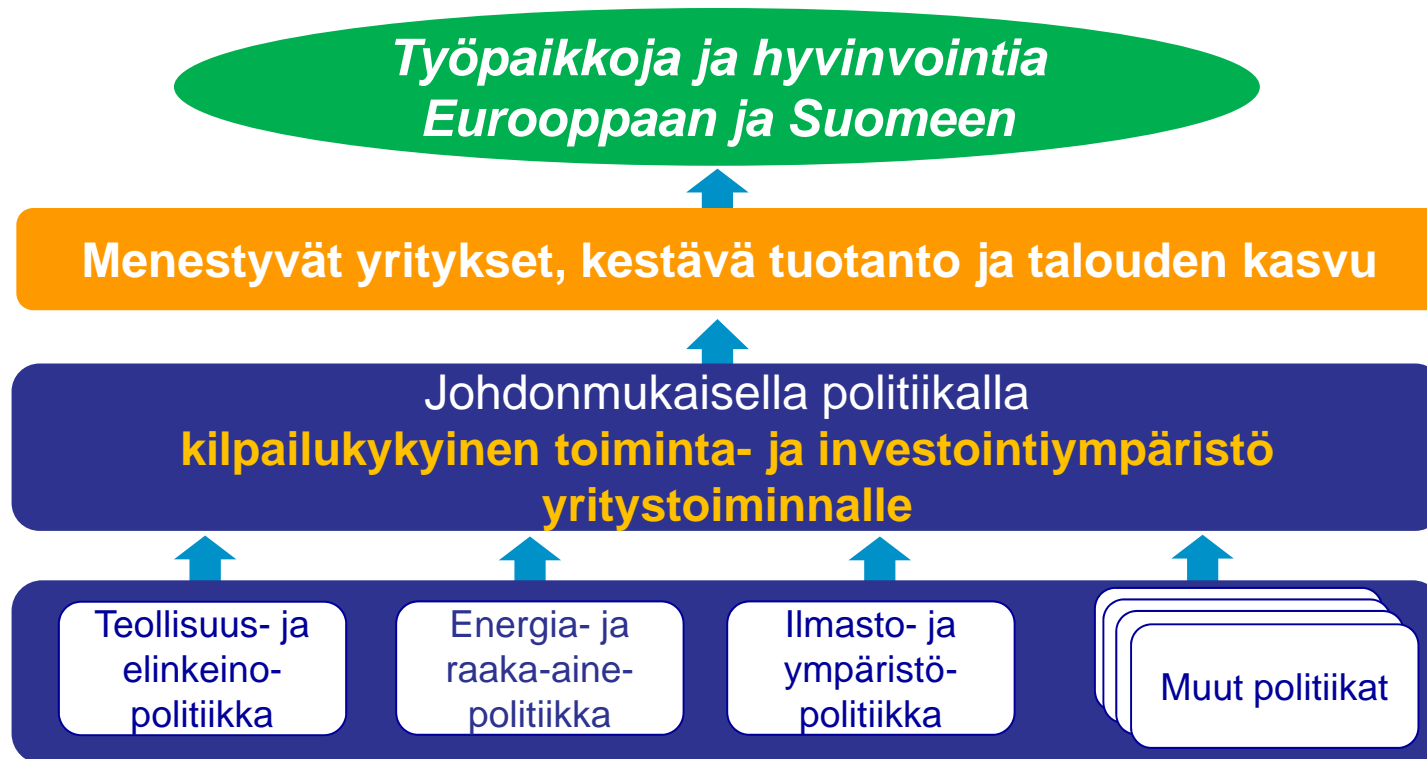 Työpaikkoja ja hyvinvointia
Eurooppaan ja Suomeen
Menestyvät yritykset, kestävä tuotanto ja talouden kasvu
Johdonmukaisella politiikalla
kilpailukykyinen toiminta- ja investointiympäristö
yritystoiminnalle
Teollisuus- ja
elinkeino-
politiikka
Energia- ja
raaka-aine-
politiikka
Ilmasto- ja
ympäristö-
politiikka
Muut politiikat